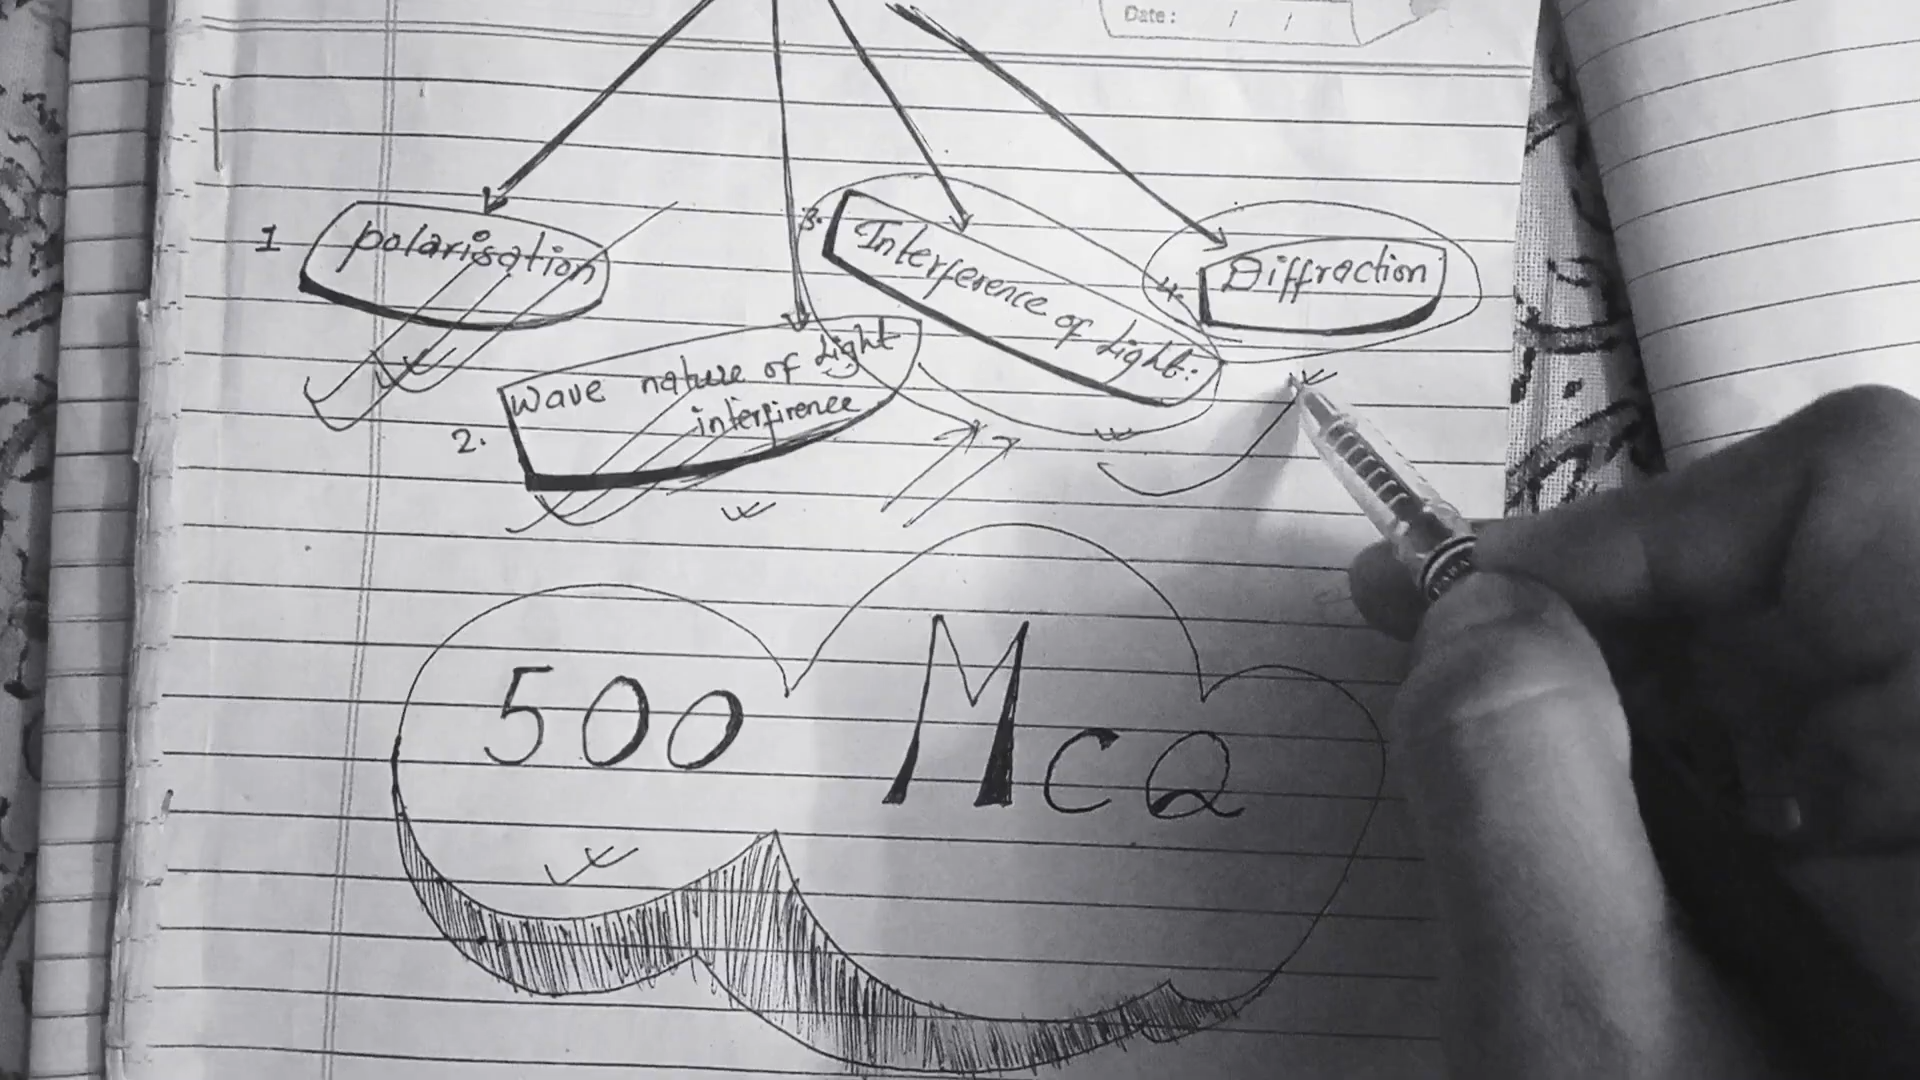 Date: / /
1 polarisation
2. Wave nature of Light
interfirence
3. Interference of Light:
4. Diffraction
500 MCQ